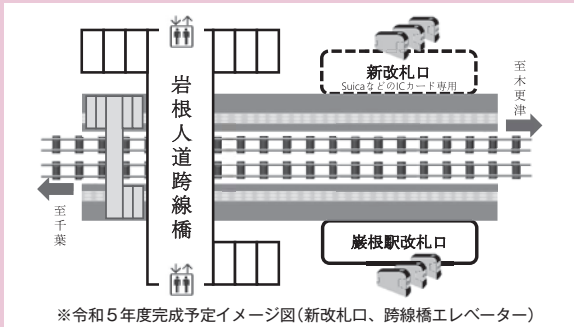 新改札口
SuicaなどのICカード専用
至木更津
岩根人道跨線橋
至千葉
巌根駅改札口
※令和5年度完成予定イメージ図(新改札口、跨線橋エレベーター)